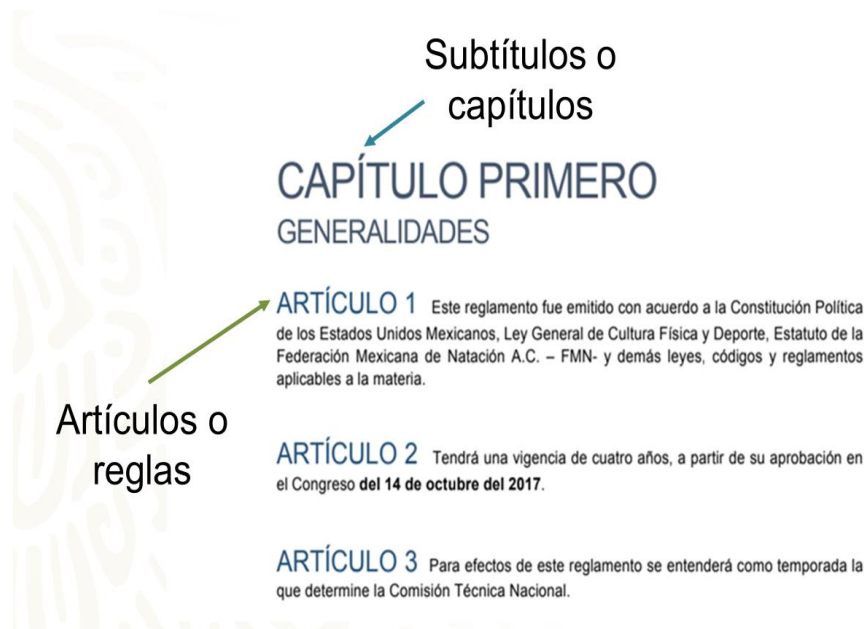 Subtítulos o
capítulos
CAPÍTULO PRIMERO
GENERALIDADES
ARTÍCULO 1 Este reglamento fue emitido con acuerdo a la Constitución Política
de los Estados Unidos Mexicanos, Ley General de Cultura Física y Deporte, Estatuto de la
Federación Mexicana de Natación A.C. – FMN- y demás leyes, códigos y reglamentos
aplicables a la materia.
Artículos o
reglas
ARTÍCULO 2 Tendrá una vigencia de cuatro años, a partir de su aprobación en
el Congreso del 14 de octubre del 2017.
ARTÍCULO 3 Para efectos de este reglamento se entenderá como temporada la
que determine la Comisión Técnica Nacional.